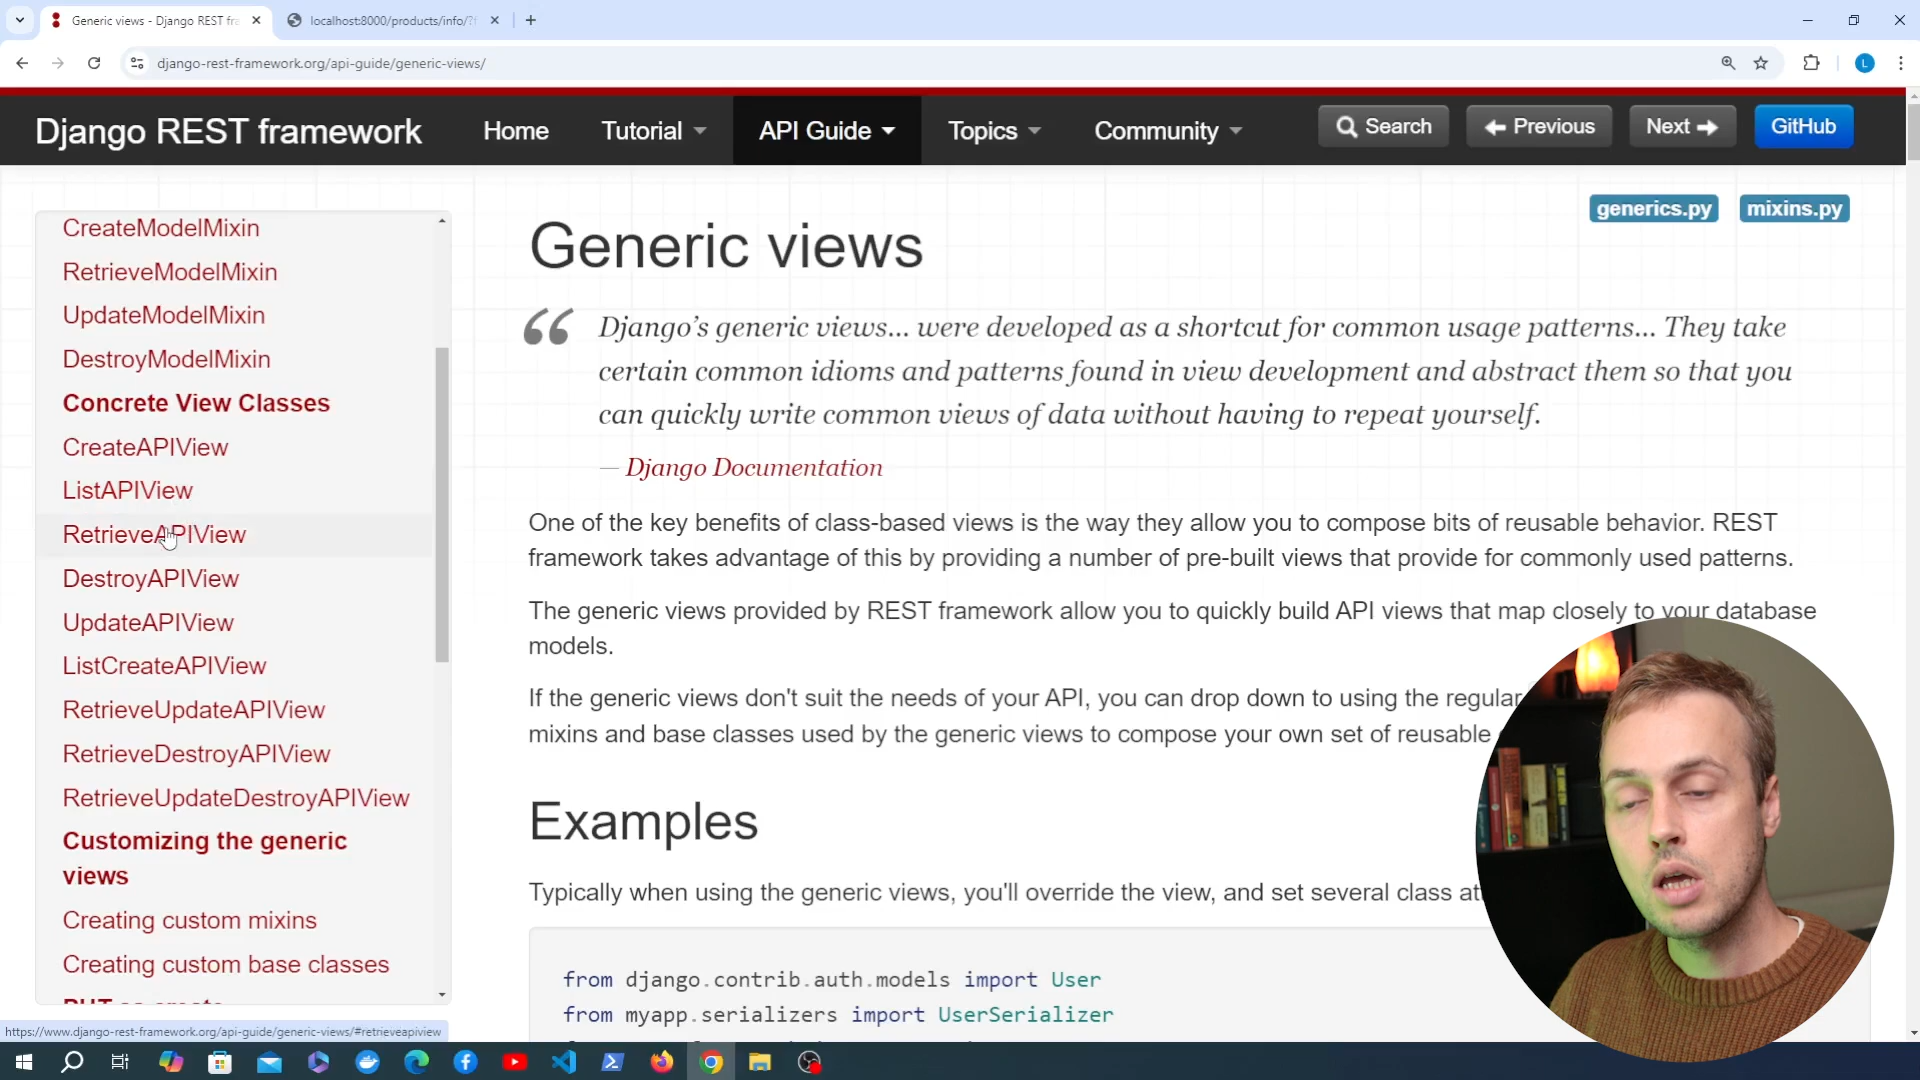 Generic views - Django REST fra
localhost:8000/products/info/?f
django-rest-framework.org/api-guide/generic-views/
L
Django REST framework
Home
Tutorial
API Guide
Topics
Community
Search
Previous
Next
GitHub
CreateModelMixin
RetrieveModelMixin
UpdateModelMixin
DestroyModelMixin
Concrete View Classes
CreateAPIView
ListAPIView
RetrieveAPIView
DestroyAPIView
UpdateAPIView
ListCreateAPIView
RetrieveUpdateAPIView
RetrieveDestroyAPIView
RetrieveUpdateDestroyAPIView
Customizing the generic
views
Creating custom mixins
Creating custom base classes
PUT as create
generics.py
mixins.py
Generic views
“ Django’s generic views... were developed as a shortcut for common usage patterns... They take
certain common idioms and patterns found in view development and abstract them so that you
can quickly write common views of data without having to repeat yourself.
— Django Documentation
One of the key benefits of class-based views is the way they allow you to compose bits of reusable behavior. REST
framework takes advantage of this by providing a number of pre-built views that provide for commonly used patterns.
The generic views provided by REST framework allow you to quickly build API views that map closely to your database
models.
If the generic views don't suit the needs of your API, you can drop down to using the regular
mixins and base classes used by the generic views to compose your own set of reusable
Examples
Typically when using the generic views, you'll override the view, and set several class at
from django.contrib.auth.models import User
from myapp.serializers import UserSerializer
https://www.django-rest-framework.org/api-guide/generic-views/#retrieveapiview